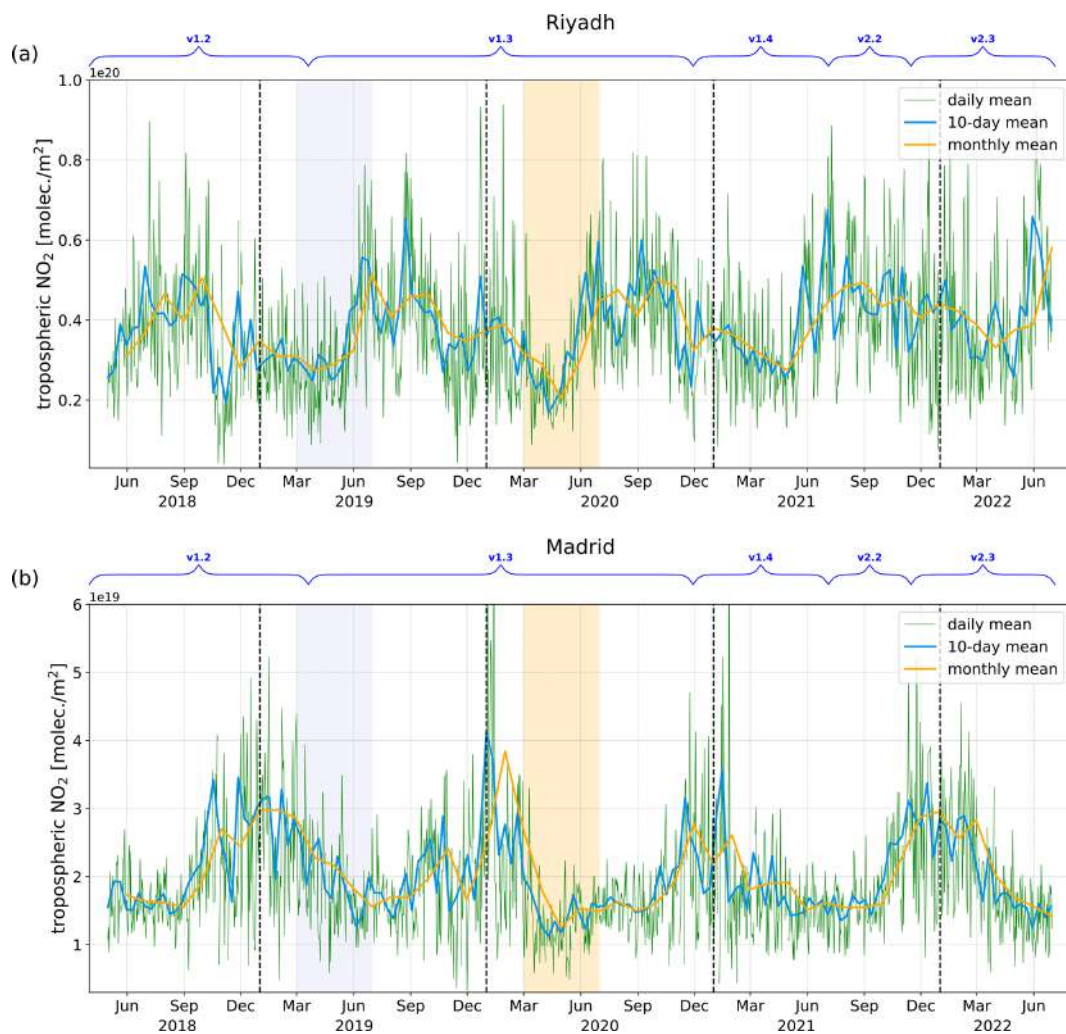 Riyadh
(a)
v1.2 v1.3 v1.4 v2.2 v2.3
1e20
1.0
0.8
0.6
0.4
0.2
tropospheric NO₂ [molec./m²]
daily mean
10-day mean
monthly mean
Jun Sep Dec Mar Jun Sep Dec Mar Jun Sep Dec Mar Jun Sep Dec Mar Jun
2018 2019 2020 2021 2022
Madrid
(b)
v1.2 v1.3 v1.4 v2.2 v2.3
1e19
6
5
4
3
2
1
tropospheric NO₂ [molec./m²]
daily mean
10-day mean
monthly mean
Jun Sep Dec Mar Jun Sep Dec Mar Jun Sep Dec Mar Jun Sep Dec Mar Jun
2018 2019 2020 2021 2022